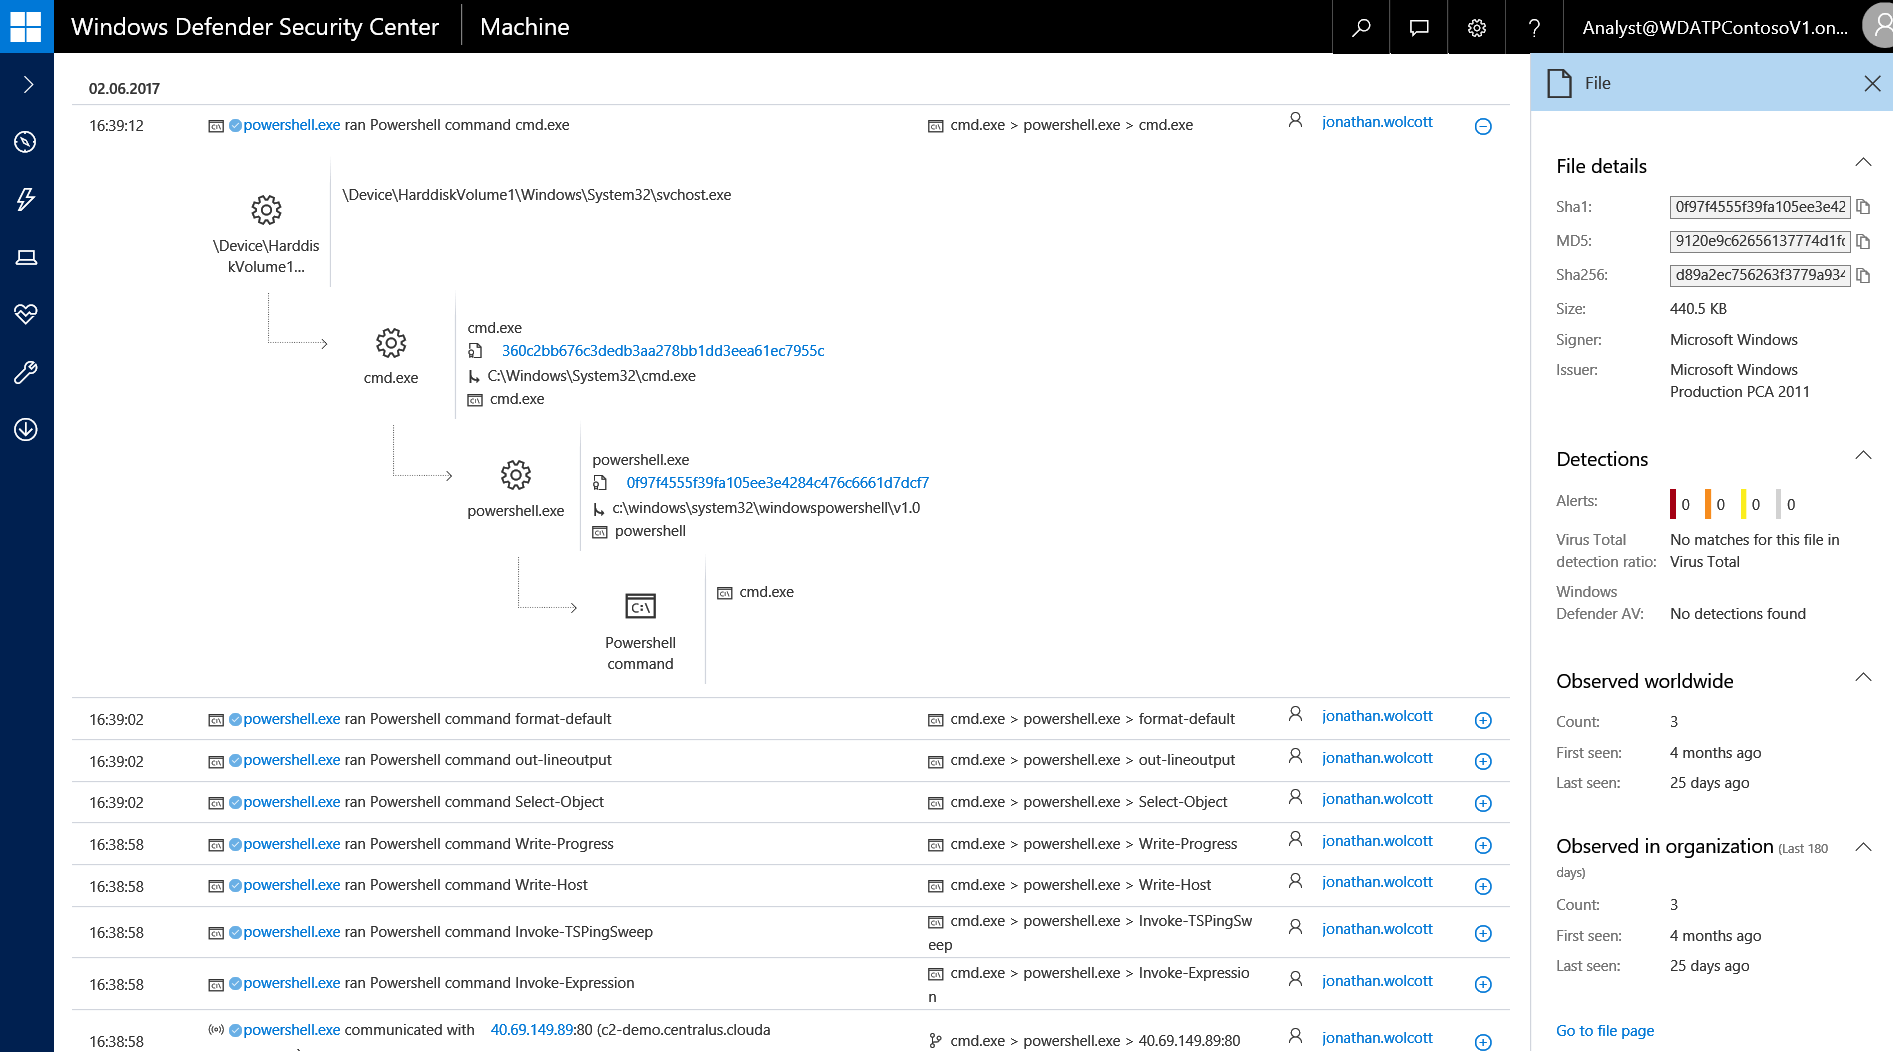 Windows Defender Security Center
Machine
?
Analyst@WDATPContosoV1.on...
02.06.2017
16:39:12 powershell.exe ran Powershell command cmd.exe cmd.exe > powershell.exe > cmd.exe jonathan.wolcott
\Device\HarddiskVolume1\Windows\System32\svchost.exe
\Device\Harddis
kVolume1...
cmd.exe
cmd.exe
360c2bb676c3dedb3aa278bb1dd3eea61ec7955c
C:\Windows\System32\cmd.exe
cmd.exe
powershell.exe
powershell.exe
0f97f4555f39fa105ee3e4284c476c6661d7dcf7
c:\windows\system32\windowspowershell\v1.0
powershell
C:\
Powershell
command
cmd.exe
16:39:02 powershell.exe ran Powershell command format-default cmd.exe > powershell.exe > format-default jonathan.wolcott
16:39:02 powershell.exe ran Powershell command out-lineoutput cmd.exe > powershell.exe > out-lineoutput jonathan.wolcott
16:39:02 powershell.exe ran Powershell command Select-Object cmd.exe > powershell.exe > Select-Object jonathan.wolcott
16:38:58 powershell.exe ran Powershell command Write-Progress cmd.exe > powershell.exe > Write-Progress jonathan.wolcott
16:38:58 powershell.exe ran Powershell command Write-Host cmd.exe > powershell.exe > Write-Host jonathan.wolcott
16:38:58 powershell.exe ran Powershell command Invoke-TSPingSweep cmd.exe > powershell.exe > Invoke-TSPingSw jonathan.wolcott
eep
16:38:58 powershell.exe ran Powershell command Invoke-Expression cmd.exe > powershell.exe > Invoke-Expressio jonathan.wolcott
n
16:38:58 powershell.exe communicated with 40.69.149.89:80 (c2-demo.centralus.clouda cmd.exe > powershell.exe > 40.69.149.89:80 jonathan.wolcott
File
File details
Sha1: 0f97f4555f39fa105ee3e42
MD5: 9120e9c62656137774d1f
Sha256: d89a2ec756263f3779a934
Size: 440.5 KB
Signer: Microsoft Windows
Issuer: Microsoft Windows
Production PCA 2011
Detections
Alerts: 0 0 0 0
Virus Total No matches for this file in
detection ratio: Virus Total
Windows
Defender AV: No detections found
Observed worldwide
Count: 3
First seen: 4 months ago
Last seen: 25 days ago
Observed in organization (Last 180
days)
Count: 3
First seen: 4 months ago
Last seen: 25 days ago
Go to file page